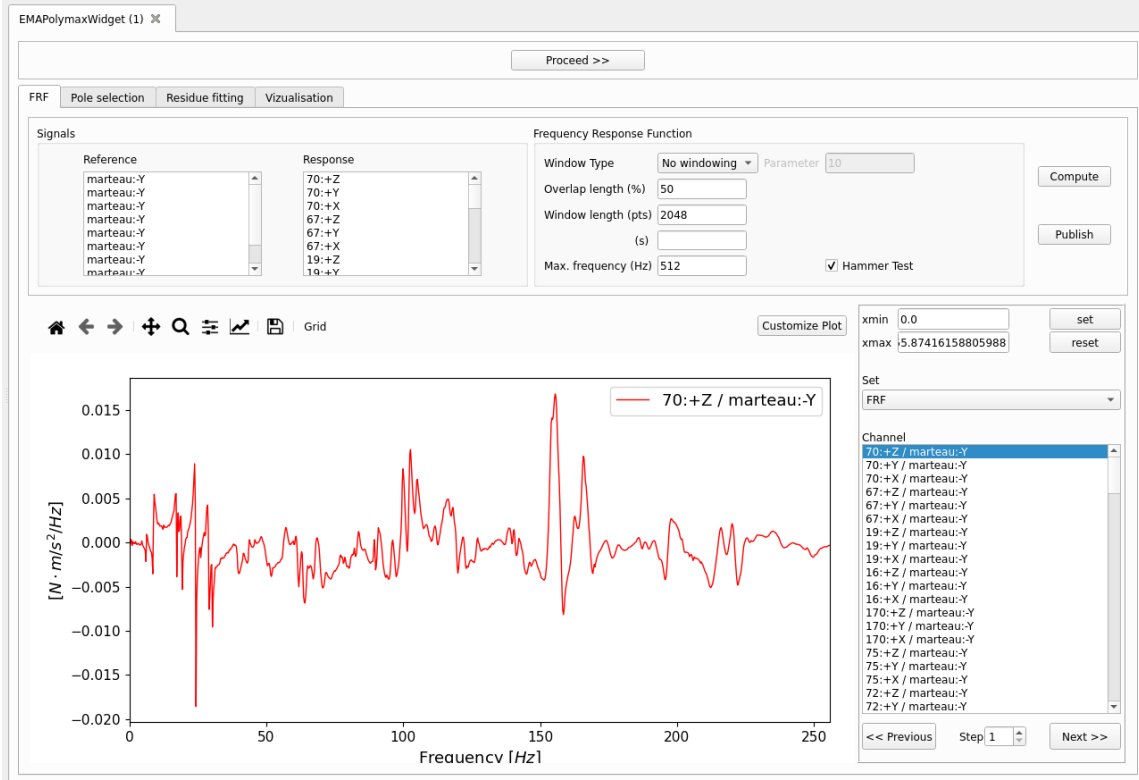 EMAPolymaxWidget (1)
Proceed >>
FRF Pole selection Residue fitting Vizualisation
Signals
Reference
marteau:-Y
marteau:-Y
marteau:-Y
marteau:-Y
marteau:-Y
marteau:-Y
marteau:-Y
marteau:-Y
Response
70:+Z
70:+Y
70:+X
67:+Z
67:+Y
67:+X
19:+Z
19:+Y
Frequency Response Function
Window Type No windowing Parameter 10
Overlap length (%) 50
Window length (pts) 2048
(s)
Max. frequency (Hz) 512 Hammer Test
Compute
Publish
Grid
Customize Plot
70:+Z / marteau:-Y
[N · m/s²/Hz]
0.015
0.010
0.005
0.000
−0.005
−0.010
−0.015
−0.020
0 50 100 150 200 250
Frequency [Hz]
xmin 0.0 set
xmax 5.87416158805988 reset
Set
FRF
Channel
70:+Z / marteau:-Y
70:+Y / marteau:-Y
70:+X / marteau:-Y
67:+Z / marteau:-Y
67:+Y / marteau:-Y
67:+X / marteau:-Y
19:+Z / marteau:-Y
19:+Y / marteau:-Y
19:+X / marteau:-Y
16:+Z / marteau:-Y
16:+Y / marteau:-Y
16:+X / marteau:-Y
170:+Z / marteau:-Y
170:+Y / marteau:-Y
170:+X / marteau:-Y
75:+Z / marteau:-Y
75:+Y / marteau:-Y
75:+X / marteau:-Y
72:+Z / marteau:-Y
72:+Y / marteau:-Y
<< Previous Step 1 Next >>